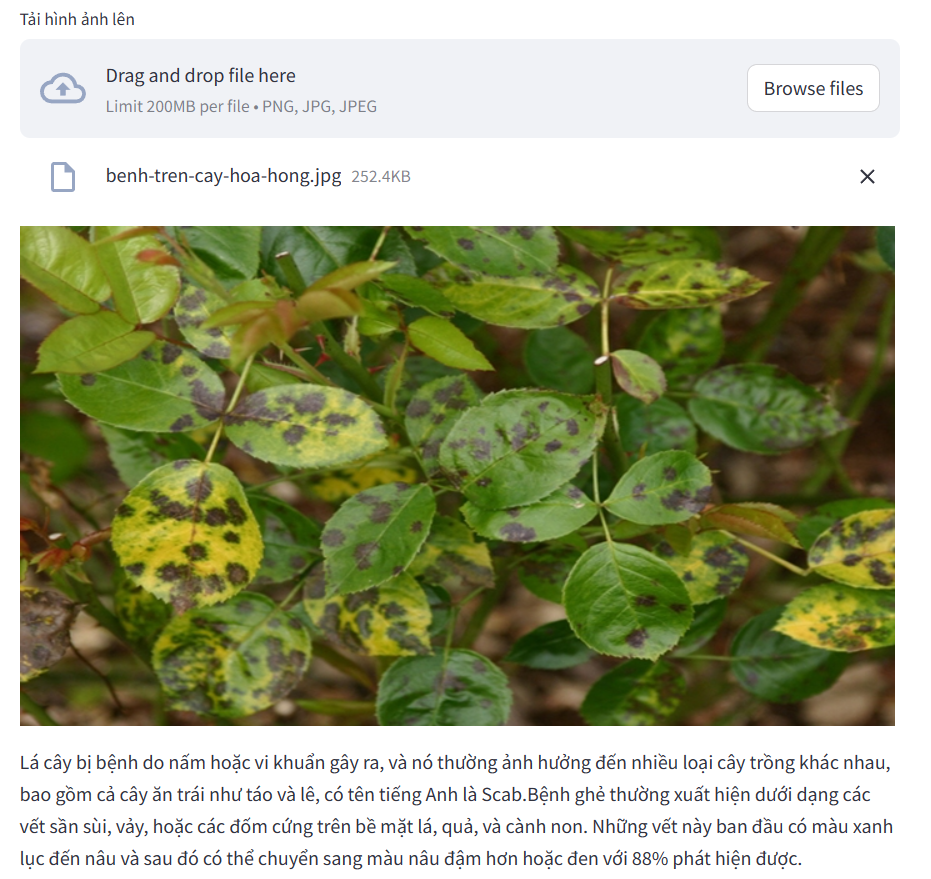 Tải hình ảnh lên
Drag and drop file here
Limit 200MB per file • PNG, JPG, JPEG
Browse files
benh-tren-cay-hoa-hong.jpg 252.4KB
Lá cây bị bệnh do nấm hoặc vi khuẩn gây ra, và nó thường ảnh hưởng đến nhiều loại cây trồng khác nhau,
bao gồm cả cây ăn trái như táo và lê, có tên tiếng Anh là Scab.Bệnh ghẻ thường xuất hiện dưới dạng các
vết sần sùi, vảy, hoặc các đốm cứng trên bề mặt lá, quả, và cành non. Những vết này ban đầu có màu xanh
lục đến nâu và sau đó có thể chuyển sang màu nâu đậm hơn hoặc đen với 88% phát hiện được.